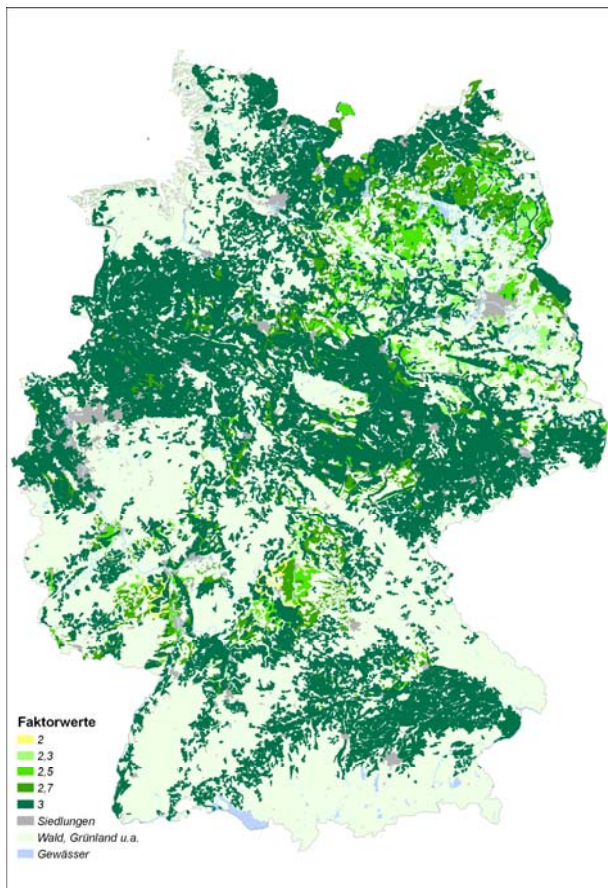 Faktorwerte
2
2,3
2,5
2,7
3
Siedlungen
Wald, Grünland u.a.
Gewässer